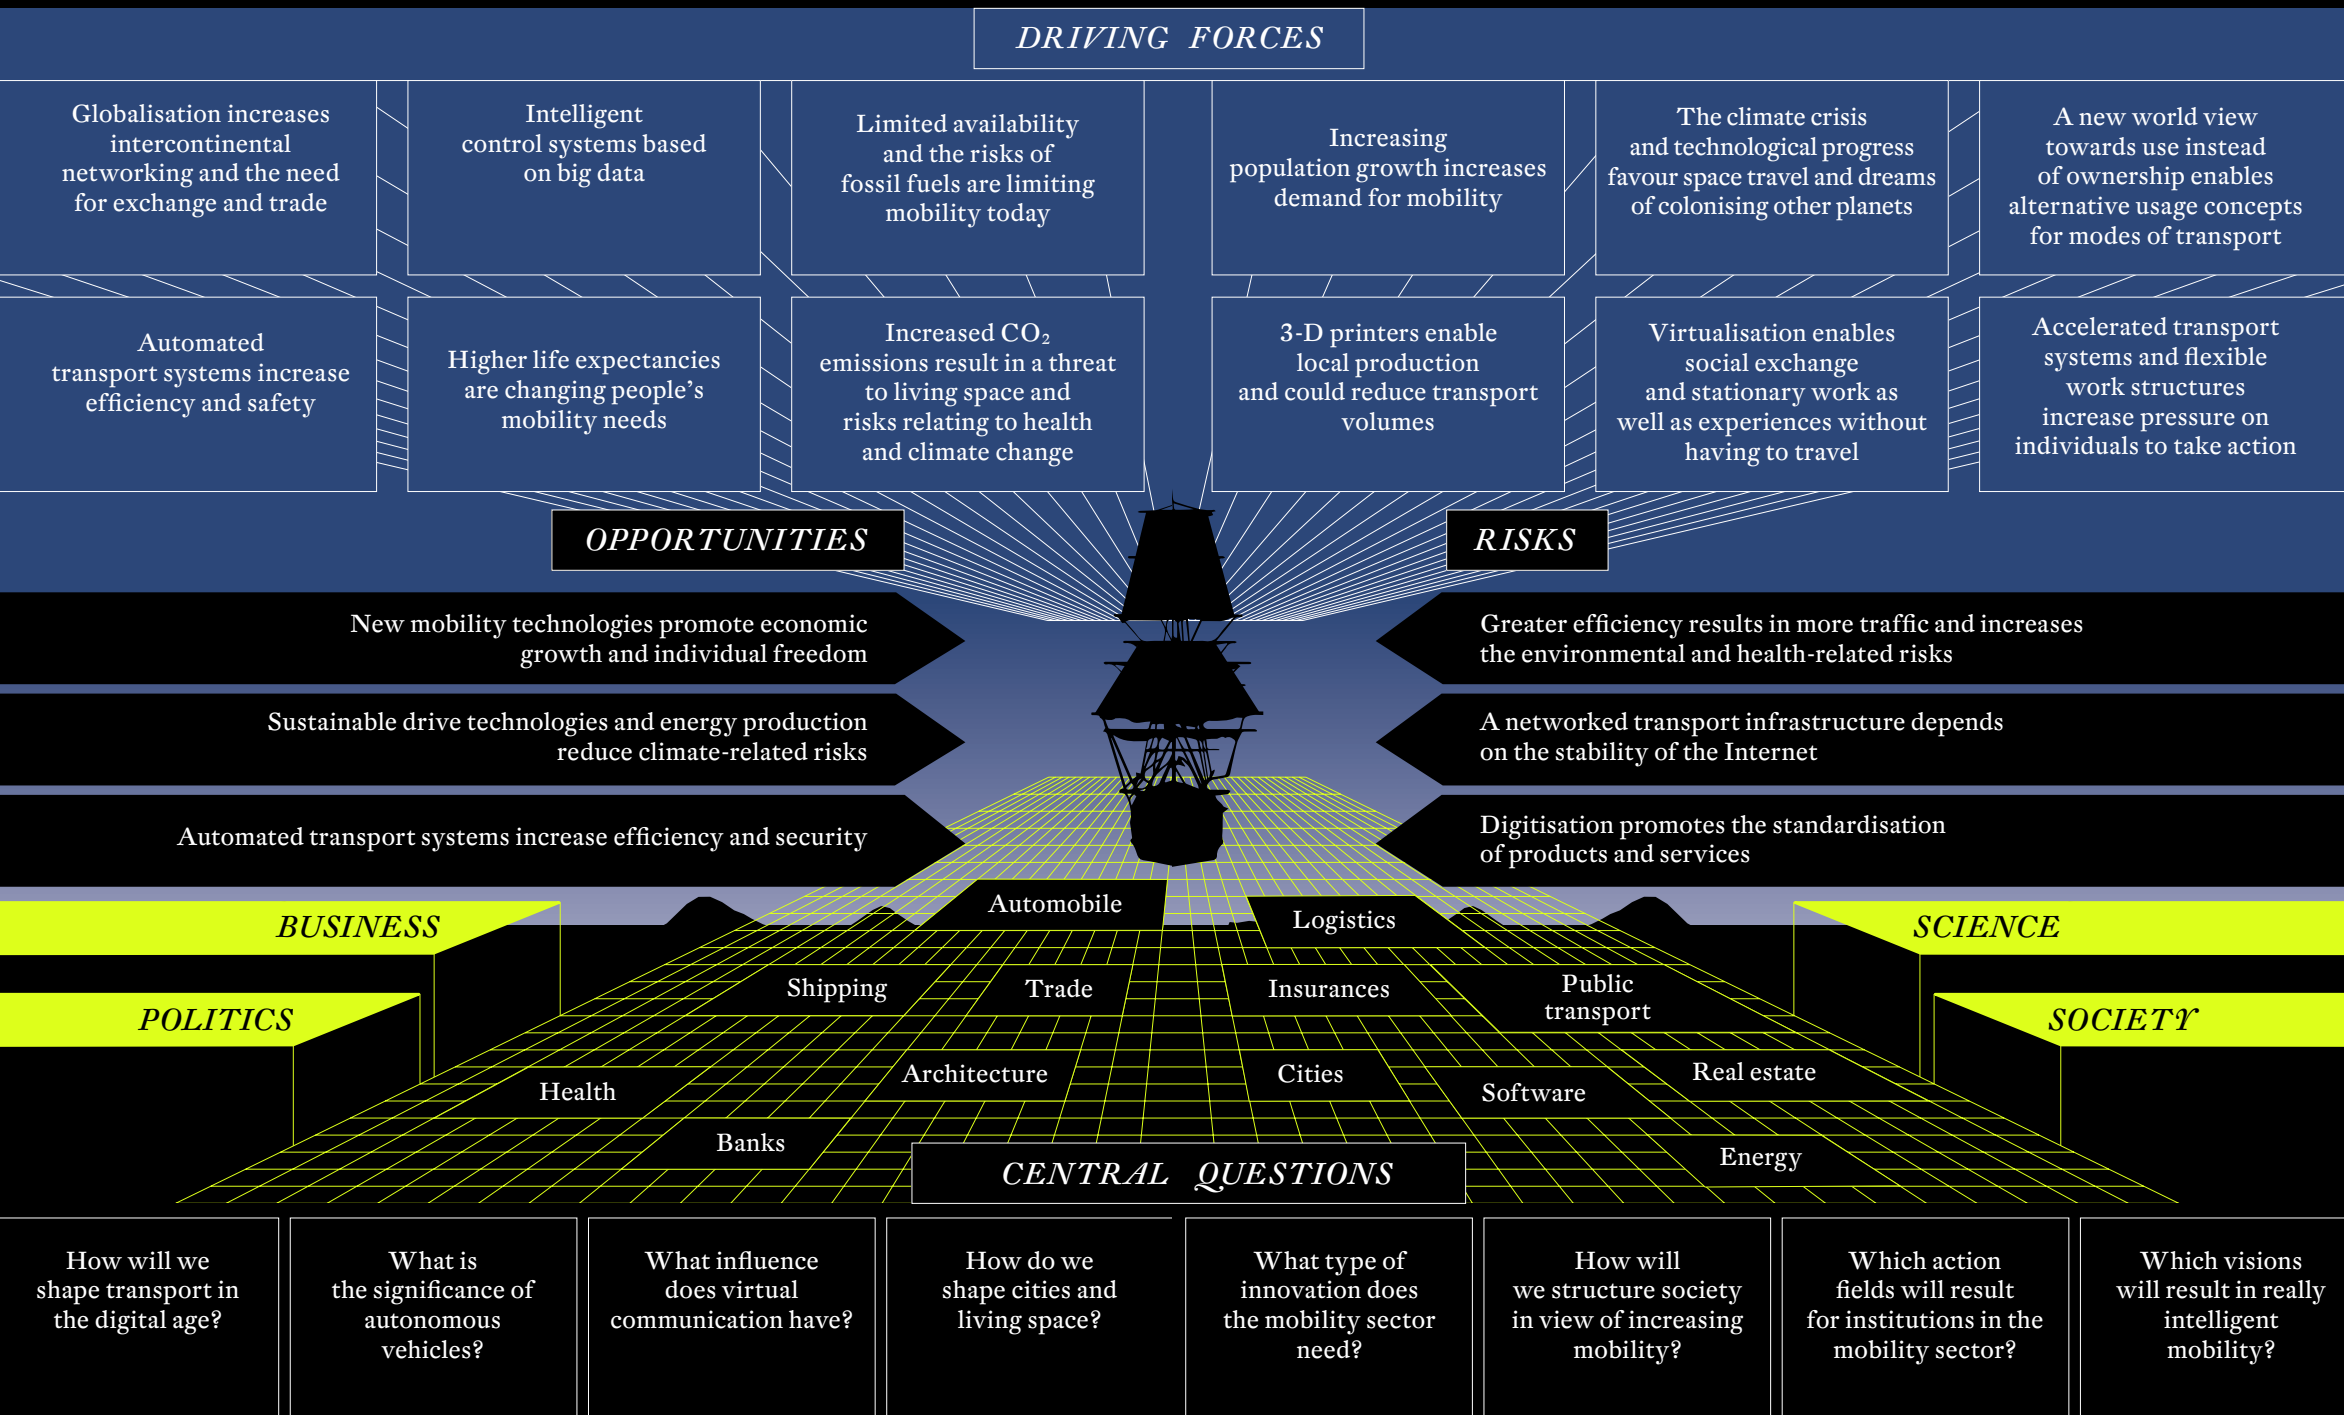 DRIVING FORCES
Globalisation increases
intercontinental
networking and the need
for exchange and trade
Intelligent
control systems based
on big data
Limited availability
and the risks of
fossil fuels are limiting
mobility today
Increasing
population growth increases
demand for mobility
The climate crisis
and technological progress
favour space travel and dreams
of colonising other planets
A new world view
towards use instead
of ownership enables
alternative usage concepts
for modes of transport
Automated
transport systems increase
efficiency and safety
Higher life expectancies
are changing people’s
mobility needs
Increased CO₂
emissions result in a threat
to living space and
risks relating to health
and climate change
3-D printers enable
local production
and could reduce transport
volumes
Virtualisation enables
social exchange
and stationary work as
well as experiences without
having to travel
Accelerated transport
systems and flexible
work structures
increase pressure on
individuals to take action
OPPORTUNITIES
New mobility technologies promote economic
growth and individual freedom
Sustainable drive technologies and energy production
reduce climate-related risks
Automated transport systems increase efficiency and security
RISKS
Greater efficiency results in more traffic and increases
the environmental and health-related risks
A networked transport infrastructure depends
on the stability of the Internet
Digitisation promotes the standardisation
of products and services
BUSINESS
POLITICS
SCIENCE
SOCIETY
Automobile
Logistics
Shipping
Trade
Insurances
Public
transport
Health
Architecture
Cities
Software
Real estate
Banks
Energy
CENTRAL QUESTIONS
How will we
shape transport in
the digital age?
What is
the significance of
autonomous
vehicles?
What influence
does virtual
communication have?
How do we
shape cities and
living space?
What type of
innovation does
the mobility sector
need?
How will
we structure society
in view of increasing
mobility?
Which action
fields will result
for institutions in the
mobility sector?
Which visions
will result in really
intelligent
mobility?